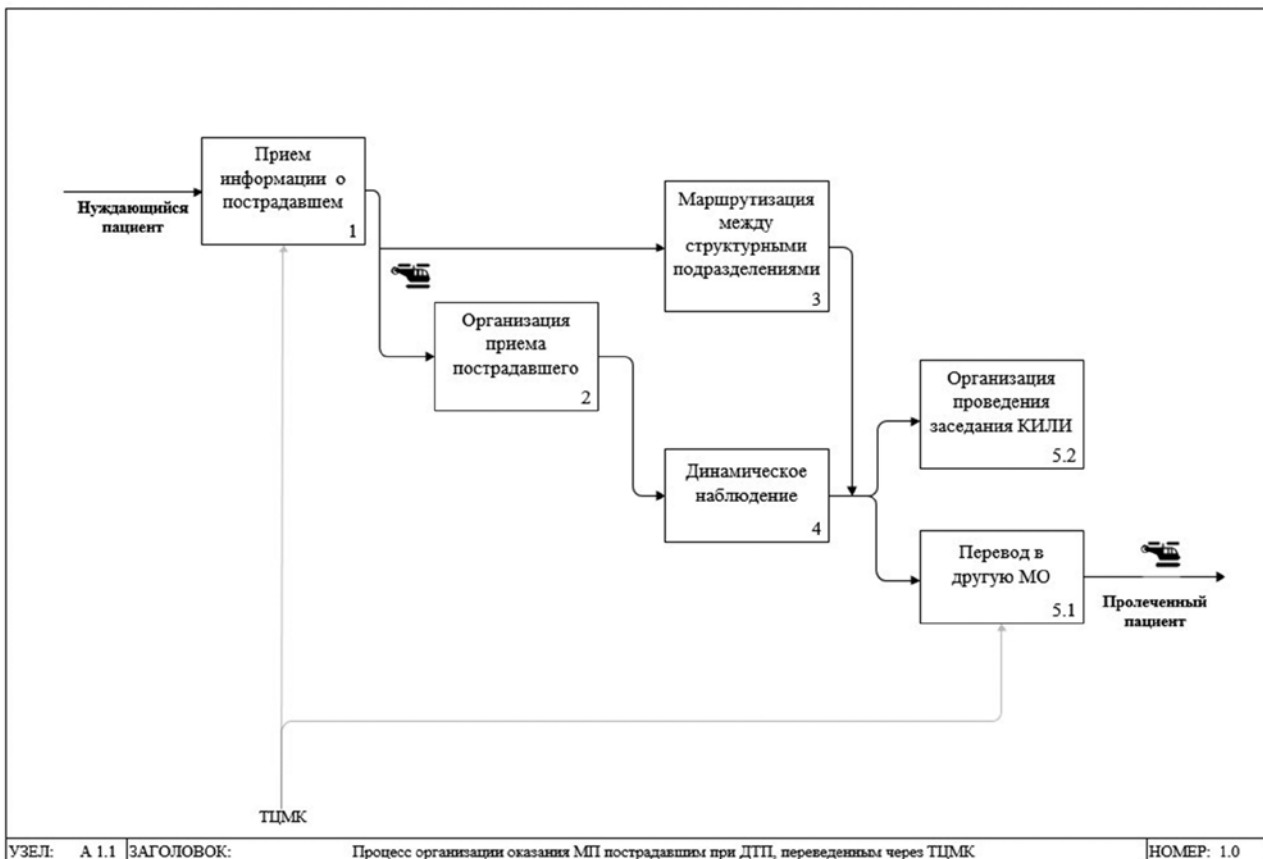 Прием
информации о
пострадавшем
1
Нуждающийся
пациент
Маршрутизация
между
структурными
подразделениями
3
Организация
приема
пострадавшего
2
Организация
проведения
заседания КИЛИ
5.2
Динамическое
наблюдение
4
Перевод в
другую МО
5.1
Пролеченный
пациент
ТЦМК
УЗЕЛ: А 1.1 ЗАГОЛОВОК: Процесс организации оказания МП пострадавшим при ДТП, переведенным через ТЦМК НОМЕР: 1.0